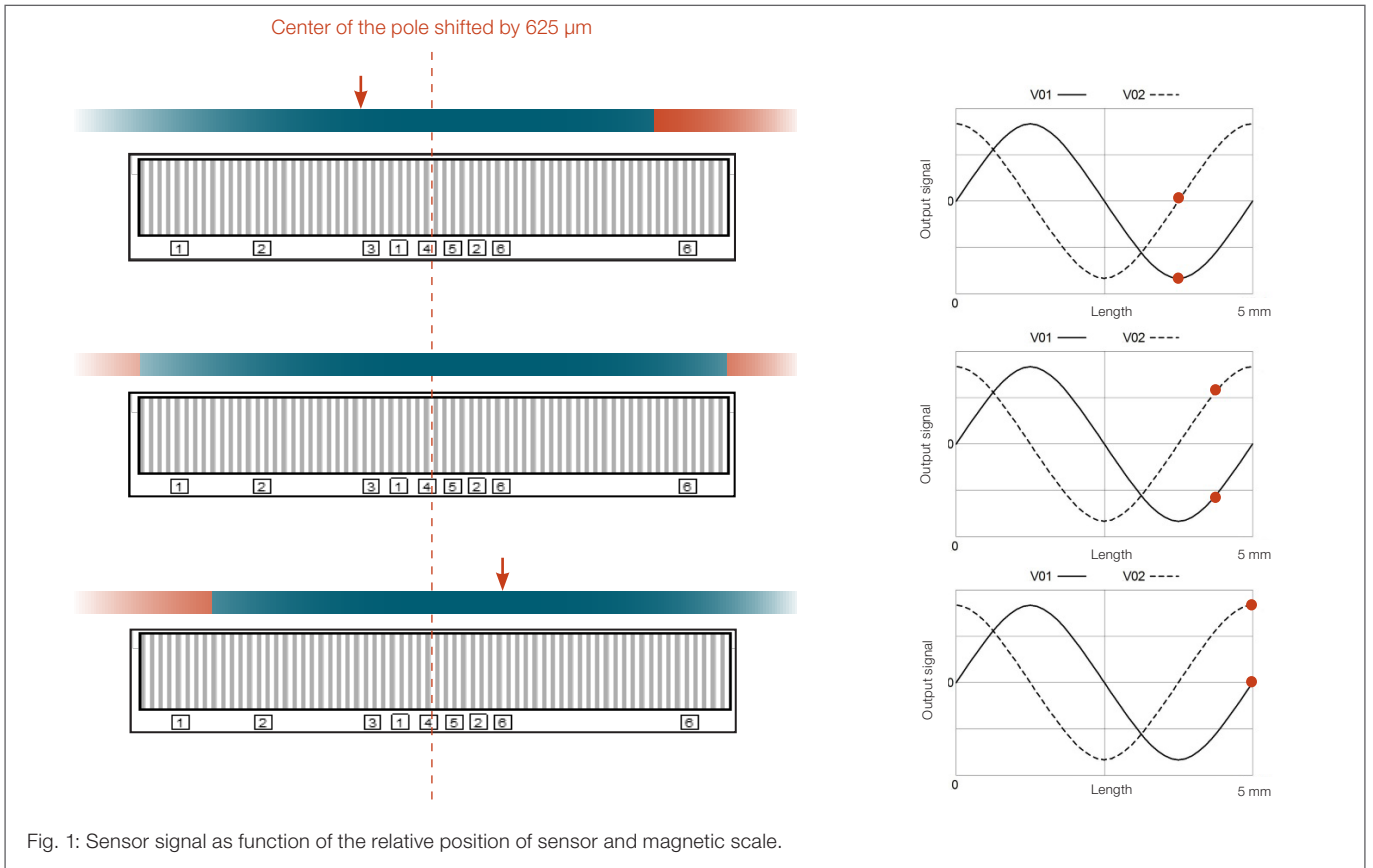 Center of the pole shifted by 625 µm
V01 V02
Output signal
0
0 Length 5 mm
1 2 3 1 4 5 2 6 6
V01 V02
Output signal
0
0 Length 5 mm
1 2 3 1 4 5 2 6 6
V01 V02
Output signal
0
0 Length 5 mm
1 2 3 1 4 5 2 6 6
Fig. 1: Sensor signal as function of the relative position of sensor and magnetic scale.